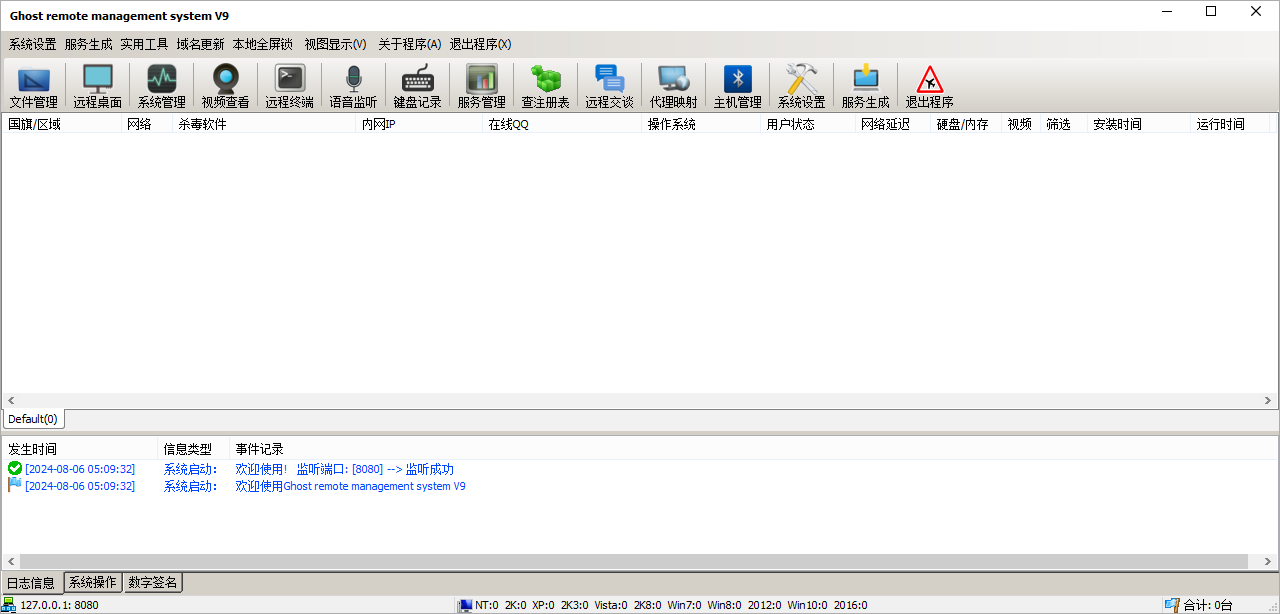 Ghost remote management system V9
系统设置 服务生成 实用工具 域名更新 本地全屏锁 视图显示(V) 关于程序(A) 退出程序(X)
文件管理 远程桌面 系统管理 视频查看 远程终端 语音监听 键盘记录 服务管理 查注册表 远程交谈 代理映射 主机管理 系统设置 服务生成 退出程序
国旗/区域 网络 杀毒软件 内网IP 在线QQ 操作系统 用户状态 网络延迟 硬盘/内存 视频 筛选 安装时间 运行时间
Default(0)
发生时间 信息类型 事件记录
[2024-08-06 05:09:32] 系统启动: 欢迎使用! 监听端口: [8080] --> 监听成功
[2024-08-06 05:09:32] 系统启动: 欢迎使用Ghost remote management system V9
日志信息 系统操作 数字签名
127.0.0.1: 8080 NT:0 2K:0 XP:0 2K3:0 Vista:0 2K8:0 Win7:0 Win8:0 2012:0 Win10:0 2016:0 合计: 0台